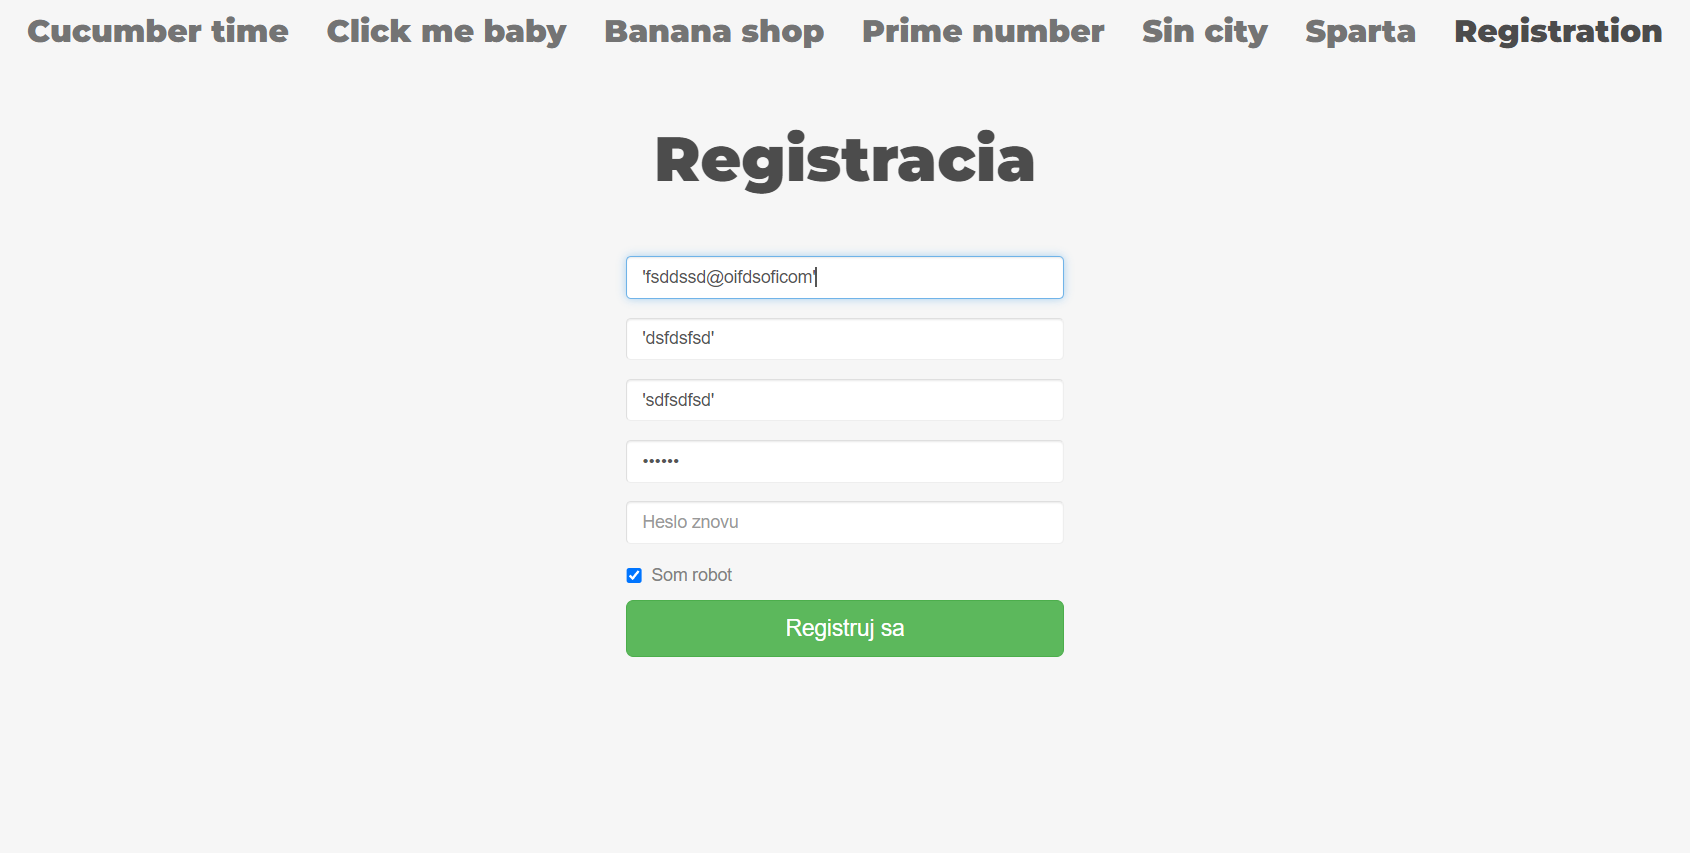 Cucumber time Click me baby Banana shop Prime number Sin city Sparta Registration
Registracia
'fsddssd@oifdsoficom'
'dsfdsfsd'
'sdfsdfsd'
••••••
Heslo znovu
Som robot
Registruj sa